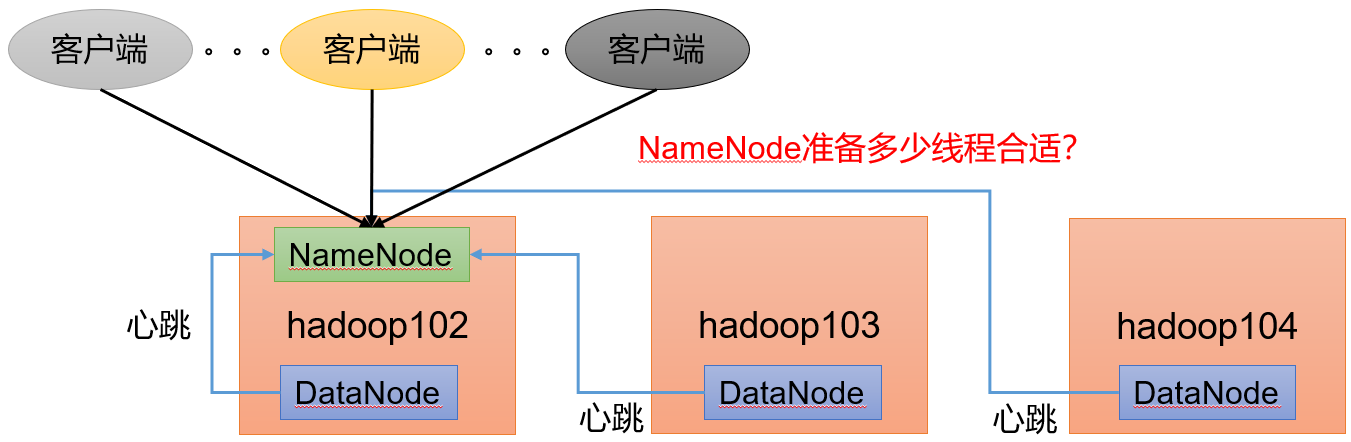 客户端 。。。 客户端 。。。 客户端
NameNode准备多少线程合适?
NameNode
心跳
hadoop102
hadoop103
hadoop104
DataNode
心跳
DataNode
心跳
DataNode